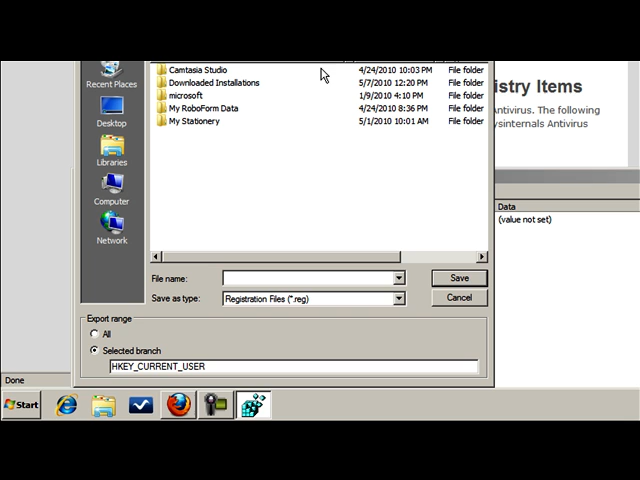 Camtasia Studio 4/24/2010 10:03 PM File folder
Downloaded Installations 5/7/2010 12:20 PM File folder
microsoft 1/9/2010 4:10 PM File folder
My RoboForm Data 4/24/2010 8:36 PM File folder
My Stationery 5/1/2010 10:01 AM File folder
Recent Places
Desktop
Libraries
Computer
Network
istry Items
Antivirus. The following
ysinternals Antivirus
Data
(value not set)
File name: Save
Save as type: Registration Files (*.reg) Cancel
Export range
All
Selected branch
HKEY_CURRENT_USER
Done
Start